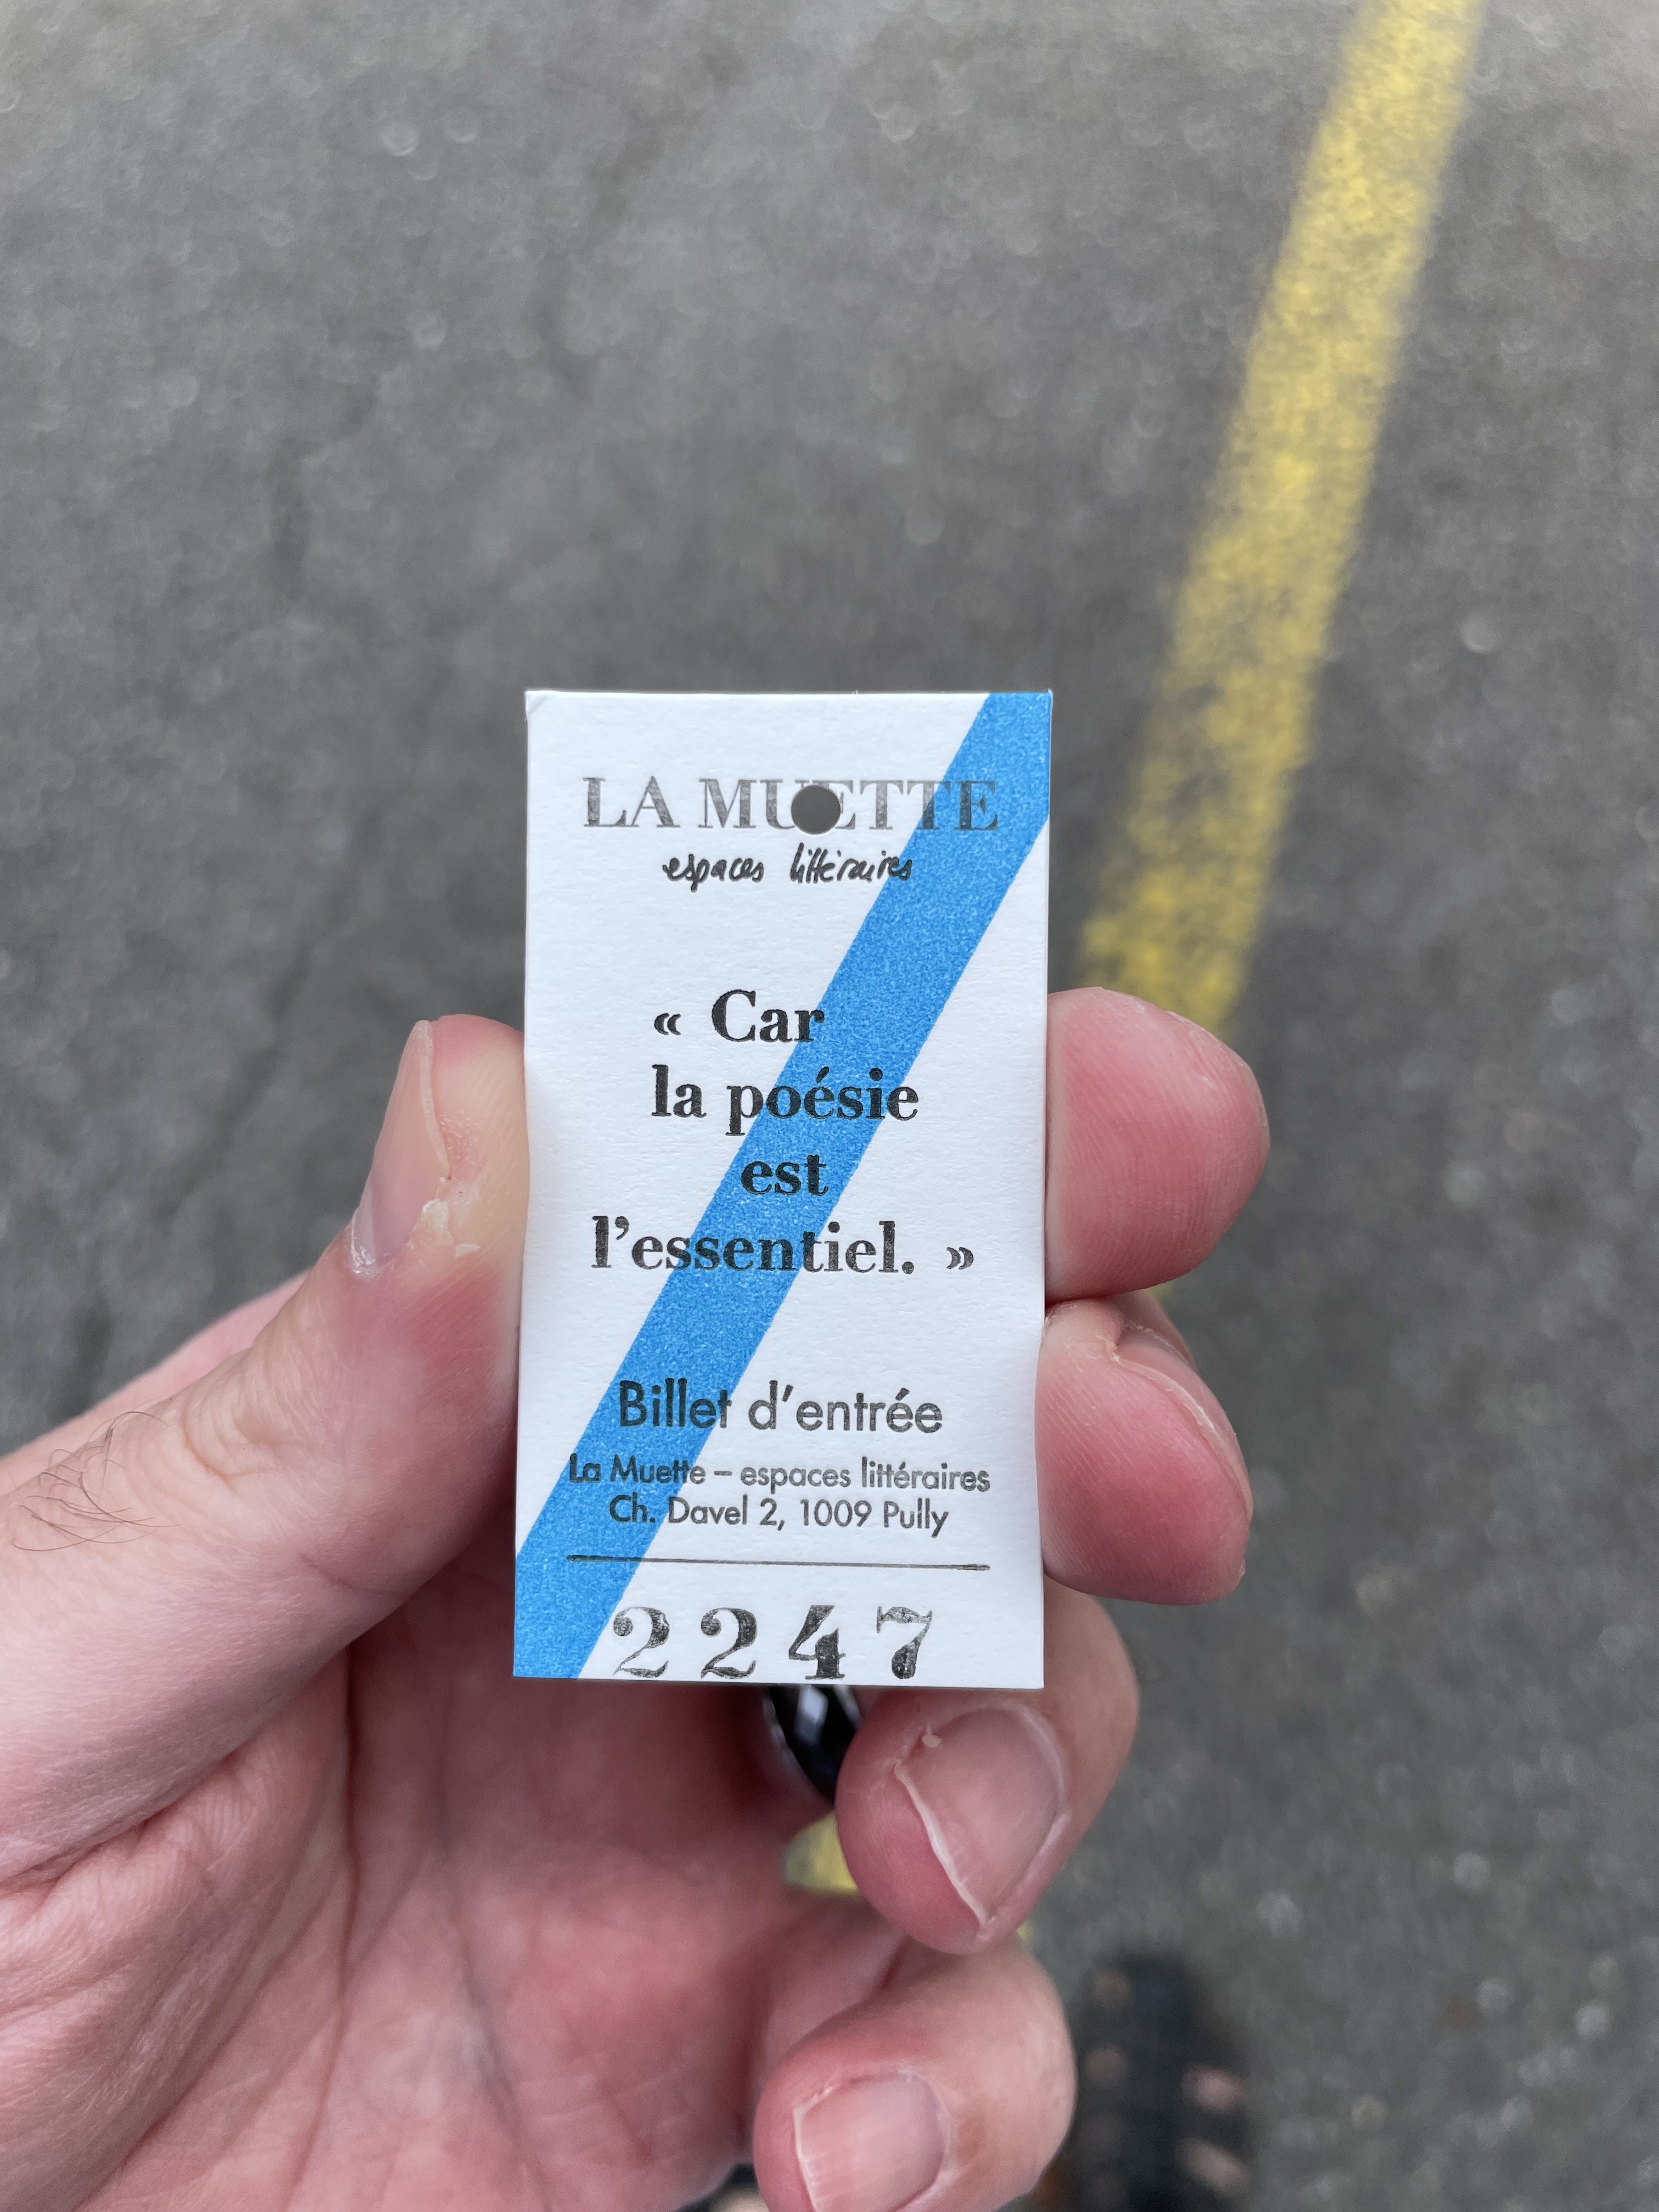 LA MUETTE
espaces littéraires
« Car
la poésie
est
l’essentiel. »
Billet d’entrée
La Muette – espaces littéraires
Ch. Davel 2, 1009 Pully
2247